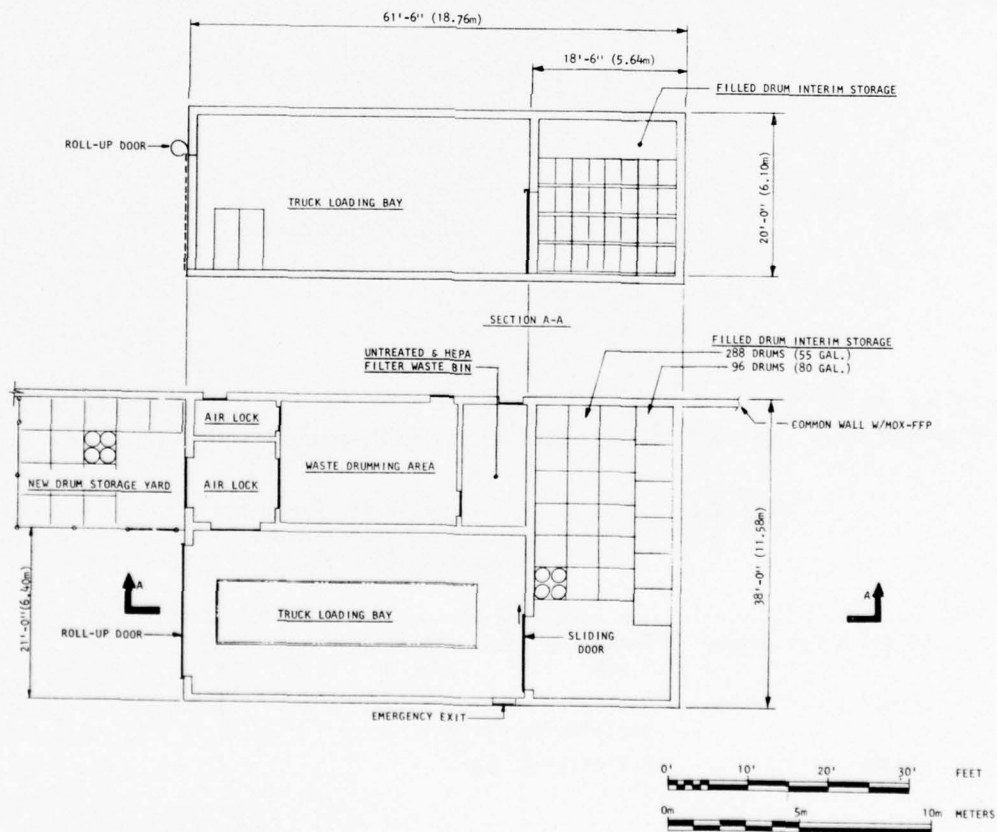 61'-6" (18.76m)
18'-6" (5.64m)
FILLED DRUM INTERIM STORAGE
ROLL-UP DOOR
TRUCK LOADING BAY
20'-0" (6.10m)
SECTION A-A
UNTREATED & HEPA
FILTER WASTE BIN
FILLED DRUM INTERIM STORAGE
288 DRUMS (55 GAL.)
96 DRUMS (80 GAL.)
AIR LOCK
COMMON WALL W/MOX-FFP
WASTE DRUMMING AREA
NEW DRUM STORAGE YARD
AIR LOCK
38'-0" (11.58m)
21'-0"(6.40m)
A
A
TRUCK LOADING BAY
ROLL-UP DOOR
SLIDING
DOOR
EMERGENCY EXIT
0' 10' 20' 30' FEET
0m 5m 10m METERS